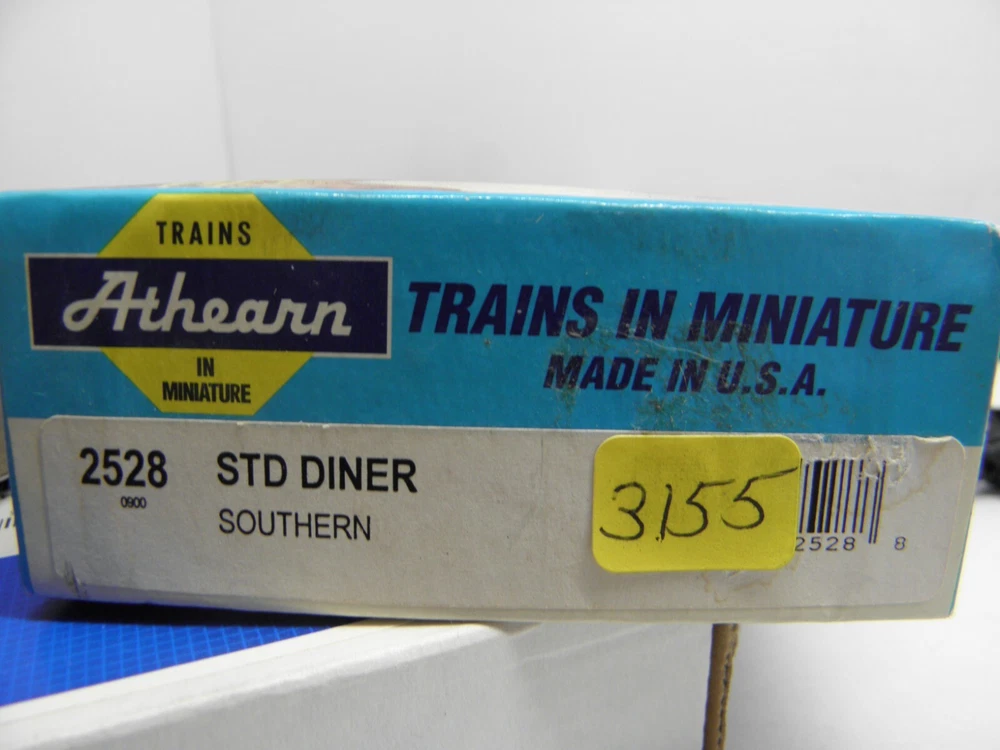 TRAINS
Athearn
IN
MINIATURE
TRAINS IN MINIATURE
MADE IN U.S.A.
2528 STD DINER
0900
SOUTHERN
3155
2528 8